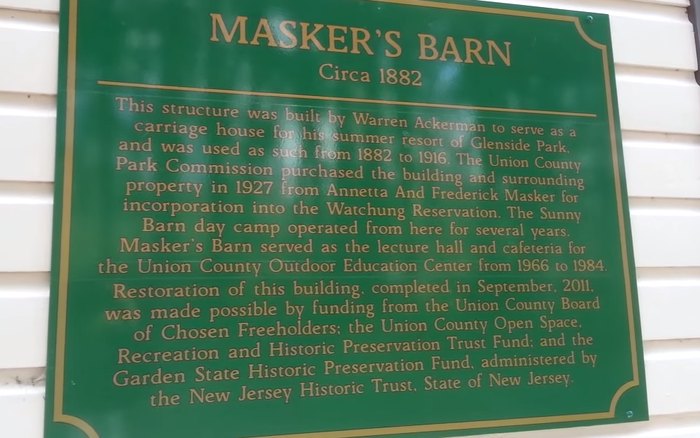 MASKER'S BARN
Circa 1882
This structure was built by Warren Ackerman to serve as a
carriage house for his summer resort of Glenside Park,
and was used as such from 1882 to 1916. The Union County
Park Commission purchased the building and surrounding
property in 1927 from Annetta And Frederick Masker for
incorporation into the Watchung Reservation. The Sunny
Barn day camp operated from here for several years.
Masker's Barn served as the lecture hall and cafeteria for
the Union County Outdoor Education Center from 1966 to 1984.
Restoration of this building, completed in September, 2011,
was made possible by funding from the Union County Board
of Chosen Freeholders; the Union County Open Space,
Recreation and Historic Preservation Trust Fund; and the
Garden State Historic Preservation Fund, administered by
the New Jersey Historic Trust, State of New Jersey.